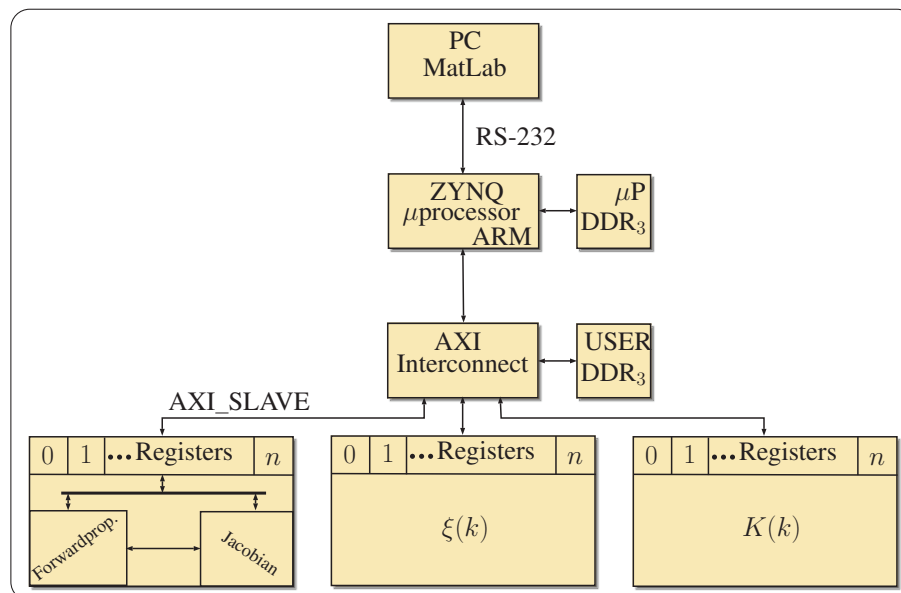 PC
MatLab
RS-232
ZYNQ
μprocessor
ARM
μP
DDR₃
AXI
Interconnect
USER
DDR₃
AXI_SLAVE
0 1 ...Registers n
0 1 ...Registers n
0 1 ...Registers n
Forwardprop.
Jacobian
ξ(k)
K(k)